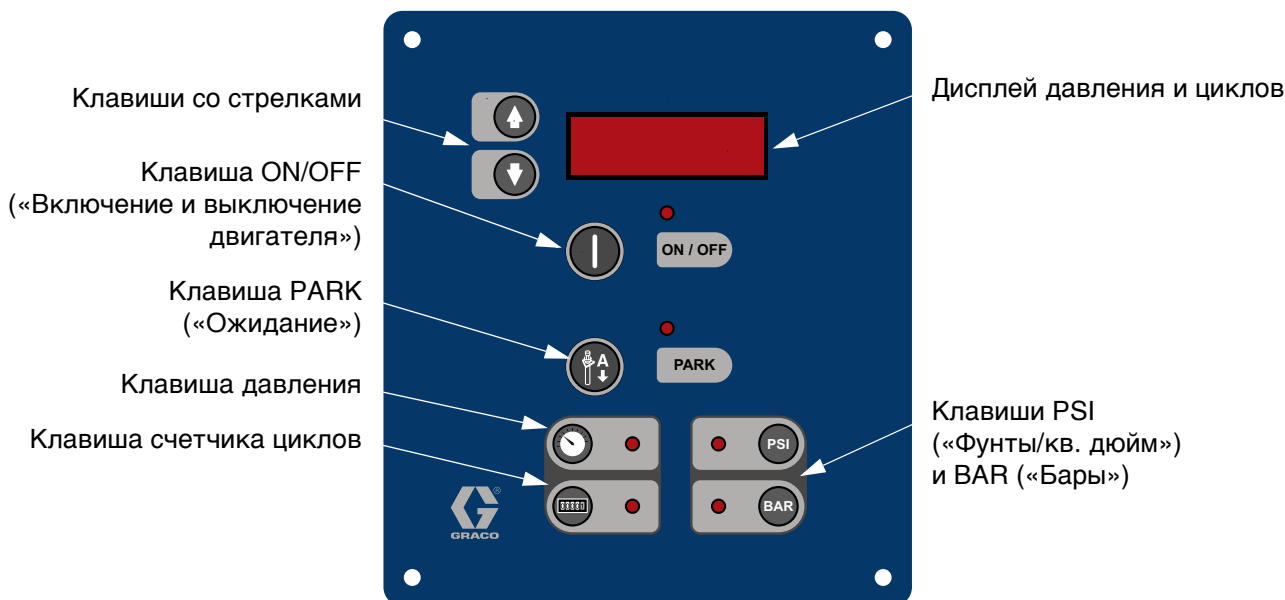 Клавиши со стрелками
Клавиша ON/OFF
(«Включение и выключение
двигателя»)
Клавиша PARK
(«Ожидание»)
Клавиша давления
Клавиша счетчика циклов
ON / OFF
A
PARK
PSI
BAR
®
GRACO
Дисплей давления и циклов
Клавиши PSI
(«Фунты/кв. дюйм»)
и BAR («Бары»)